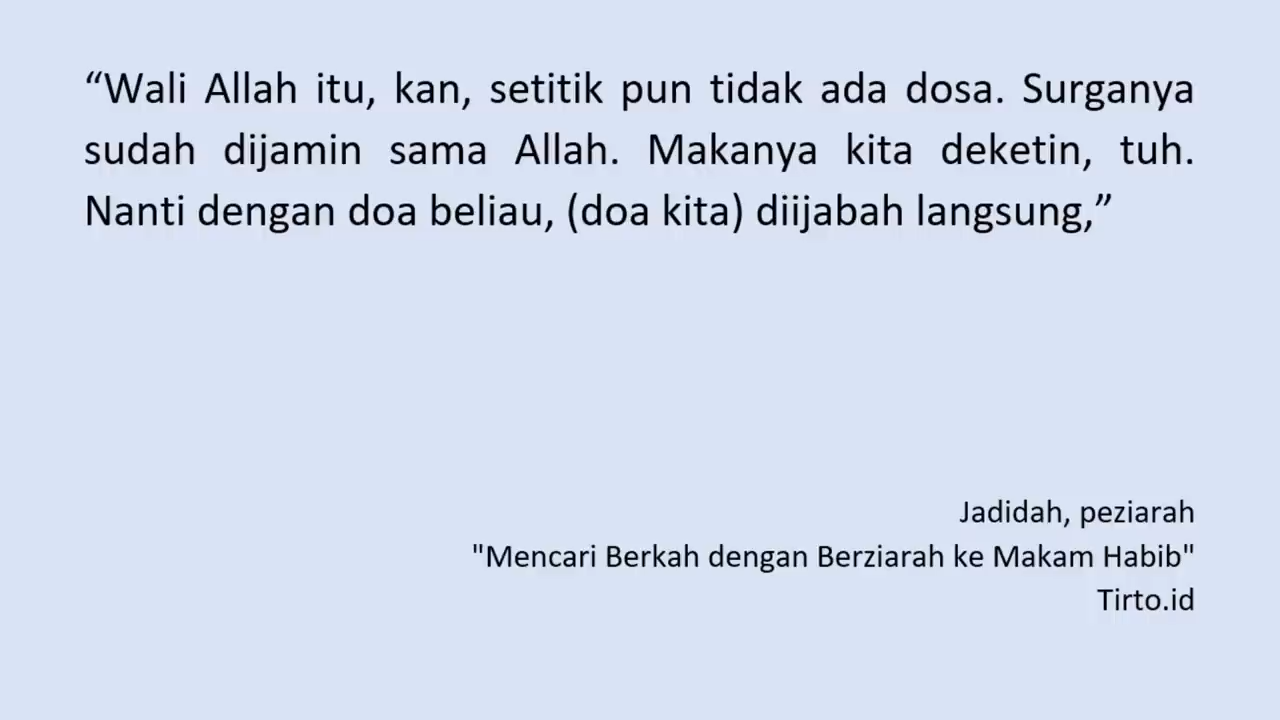 “Wali Allah itu, kan, setitik pun tidak ada dosa. Surganya
sudah dijamin sama Allah. Makanya kita deketin, tuh.
Nanti dengan doa beliau, (doa kita) diijabah langsung,”
Jadidah, peziarah
"Mencari Berkah dengan Berziarah ke Makam Habib"
Tirto.id